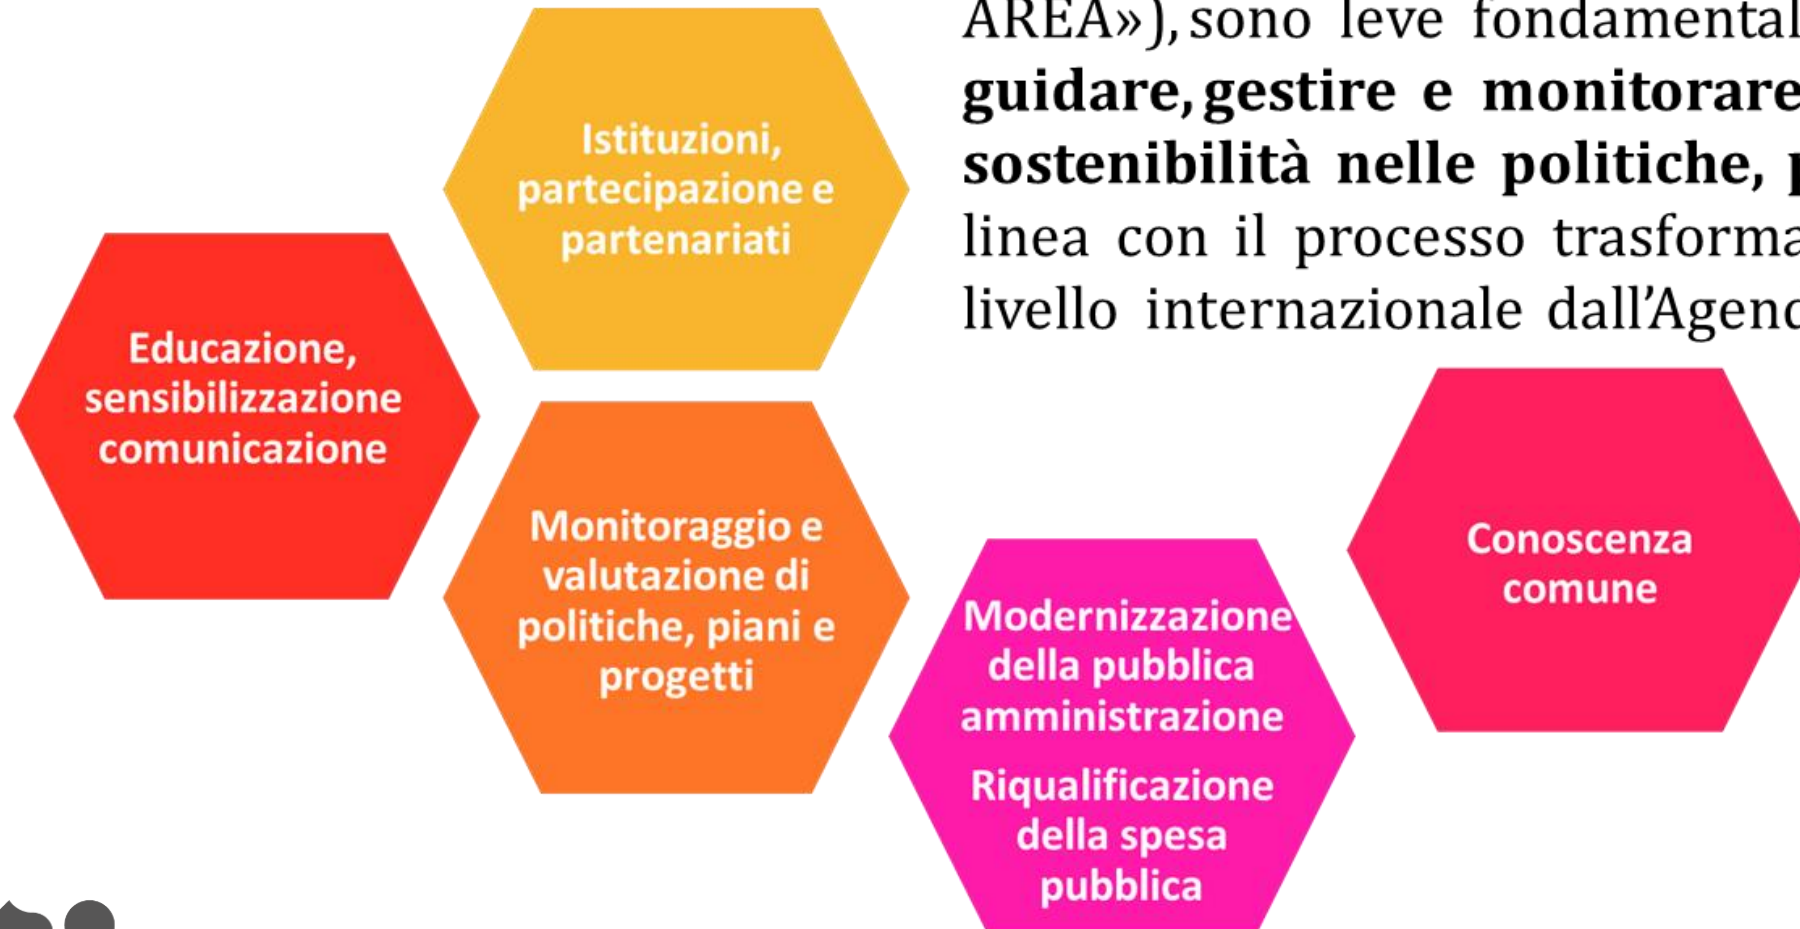 AREA»), sono leve fondamental
guidare, gestire e monitorare
sostenibilità nelle politiche,
linea con il processo trasforma
livello internazionale dall'Agend
Istituzioni,
partecipazione e
partenariati
Educazione,
sensibilizzazione
comunicazione
Monitoraggio e
valutazione di
politiche, piani e
progetti
Modernizzazione
della pubblica
amministrazione
Riqualificazione
della spesa
pubblica
Conoscenza
comune